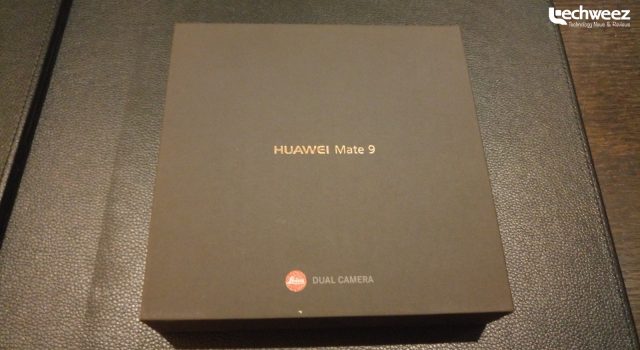 techweez
Technology News & Reviews
HUAWEI Mate 9
Leica DUAL CAMERA